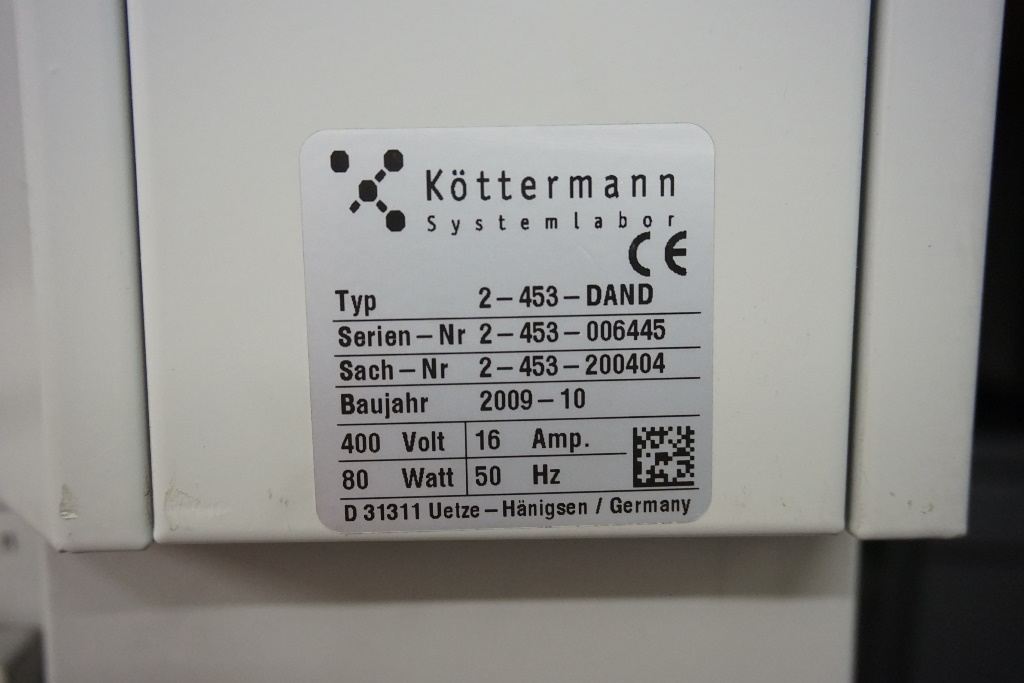 Köttermann
Systemlabor
CE
Typ 2-453-DAND
Serien-Nr 2-453-006445
Sach-Nr 2-453-200404
Baujahr 2009-10
400 Volt 16 Amp.
80 Watt 50 Hz
D 31311 Uetze-Hänigsen / Germany